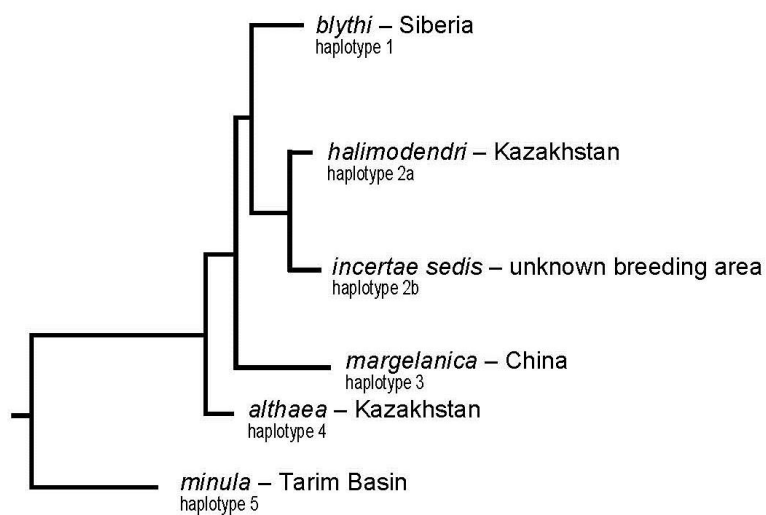 blythi – Siberia
haplotype 1
halimodendri – Kazakhstan
haplotype 2a
incertae sedis – unknown breeding area
haplotype 2b
margelanica – China
haplotype 3
althaea – Kazakhstan
haplotype 4
minula – Tarim Basin
haplotype 5